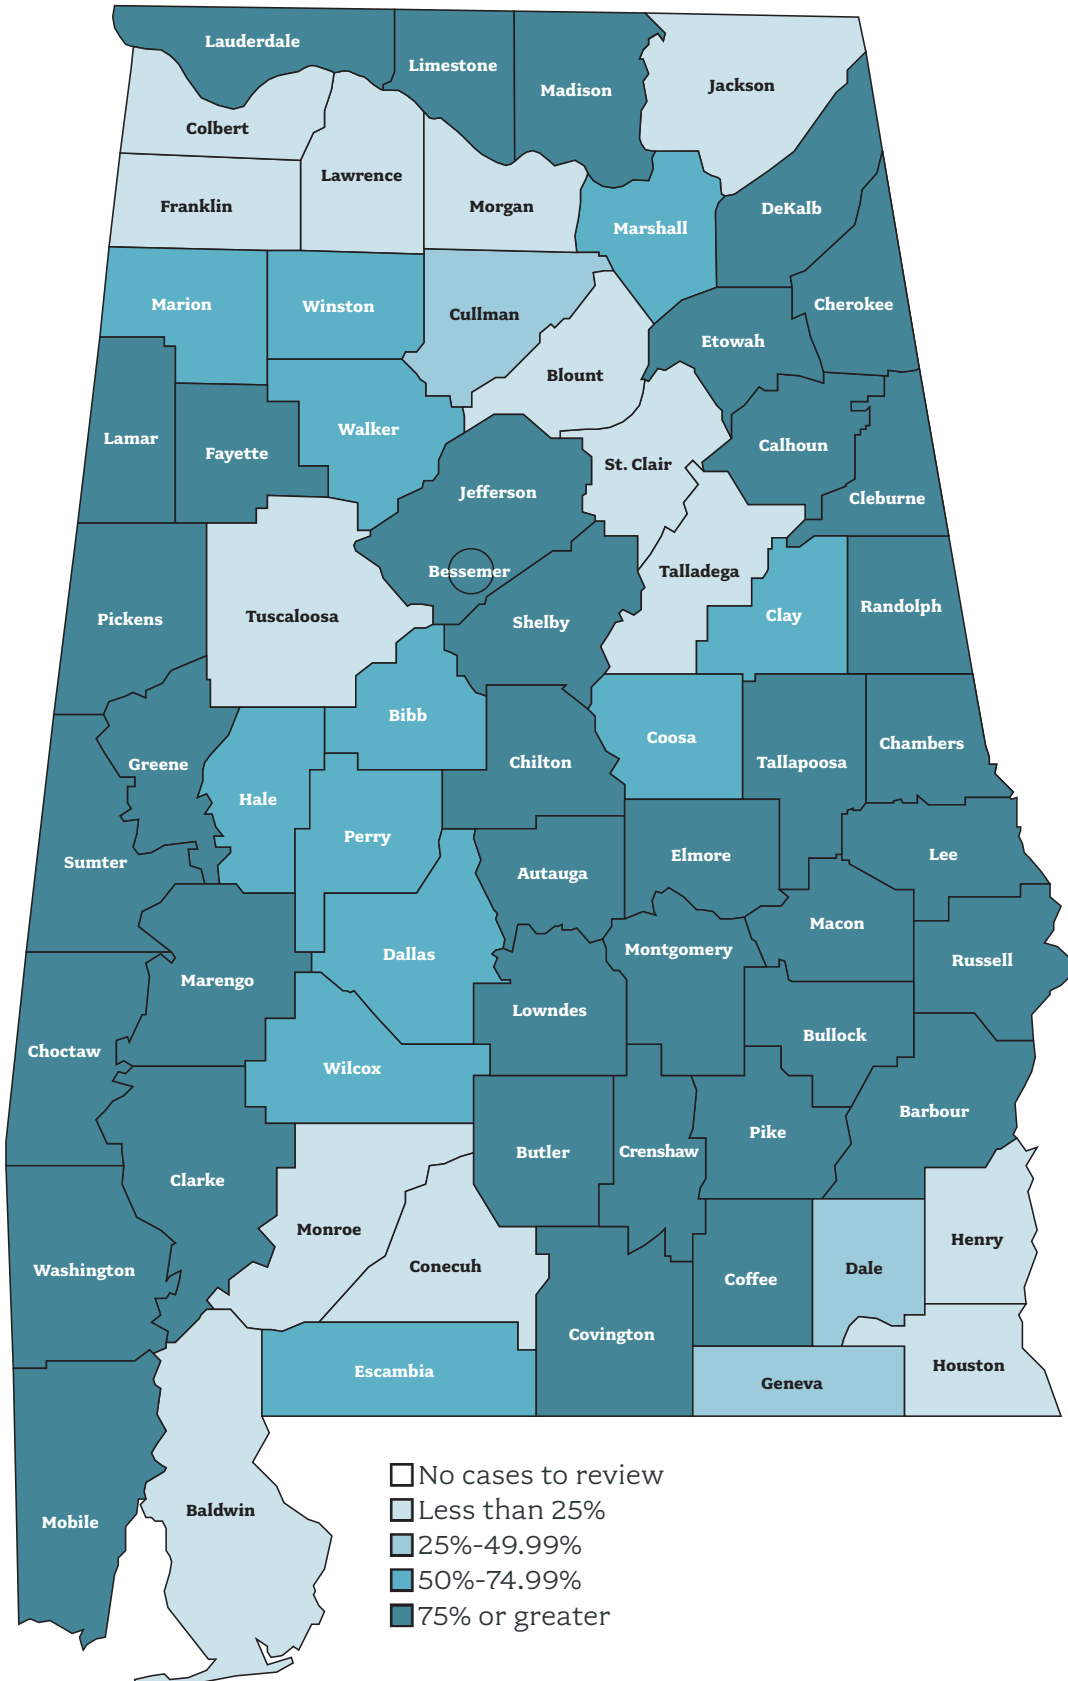 Lauderdale
Limestone
Madison
Jackson
Colbert
Lawrence
Franklin
Morgan
DeKalb
Marshall
Marion
Winston
Cullman
Cherokee
Etowah
Blount
Lamar
Fayette
Walker
Calhoun
St. Clair
Jefferson
Cleburne
Bessemer
Talladega
Pickens
Tuscaloosa
Shelby
Clay
Randolph
Bibb
Coosa
Chambers
Greene
Chilton
Tallapoosa
Hale
Perry
Sumter
Autauga
Elmore
Lee
Macon
Dallas
Montgomery
Russell
Marengo
Lowndes
Bullock
Choctaw
Wilcox
Barbour
Butler
Crenshaw
Pike
Clarke
Monroe
Henry
Washington
Conecuh
Coffee
Dale
Covington
Escambia
Geneva
Houston
Mobile
Baldwin
No cases to review
Less than 25%
25%-49.99%
50%-74.99%
75% or greater